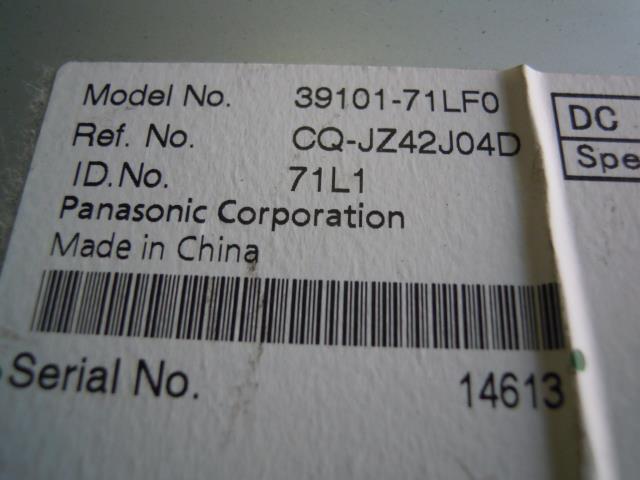 Model No. 39101-71LF0
Ref. No. CQ-JZ42J04D
ID.No. 71L1
Panasonic Corporation
Made in China
Serial No. 14613
DC